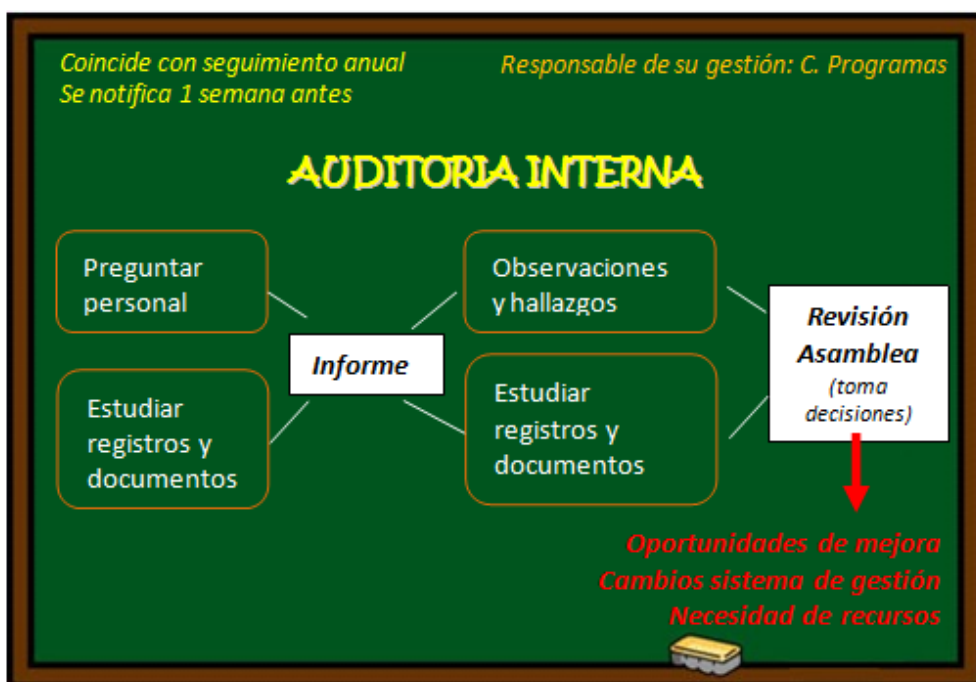 Coincide con seguimiento anual
Se notifica 1 semana antes
Responsable de su gestión: C. Programas
AUDITORIA INTERNA
Preguntar
personal
Estudiar
registros y
documentos
Informe
Observaciones
y hallazgos
Estudiar
registros y
documentos
Revisión
Asamblea
(toma
decisiones)
Oportunidades de mejora
Cambios sistema de gestión
Necesidad de recursos